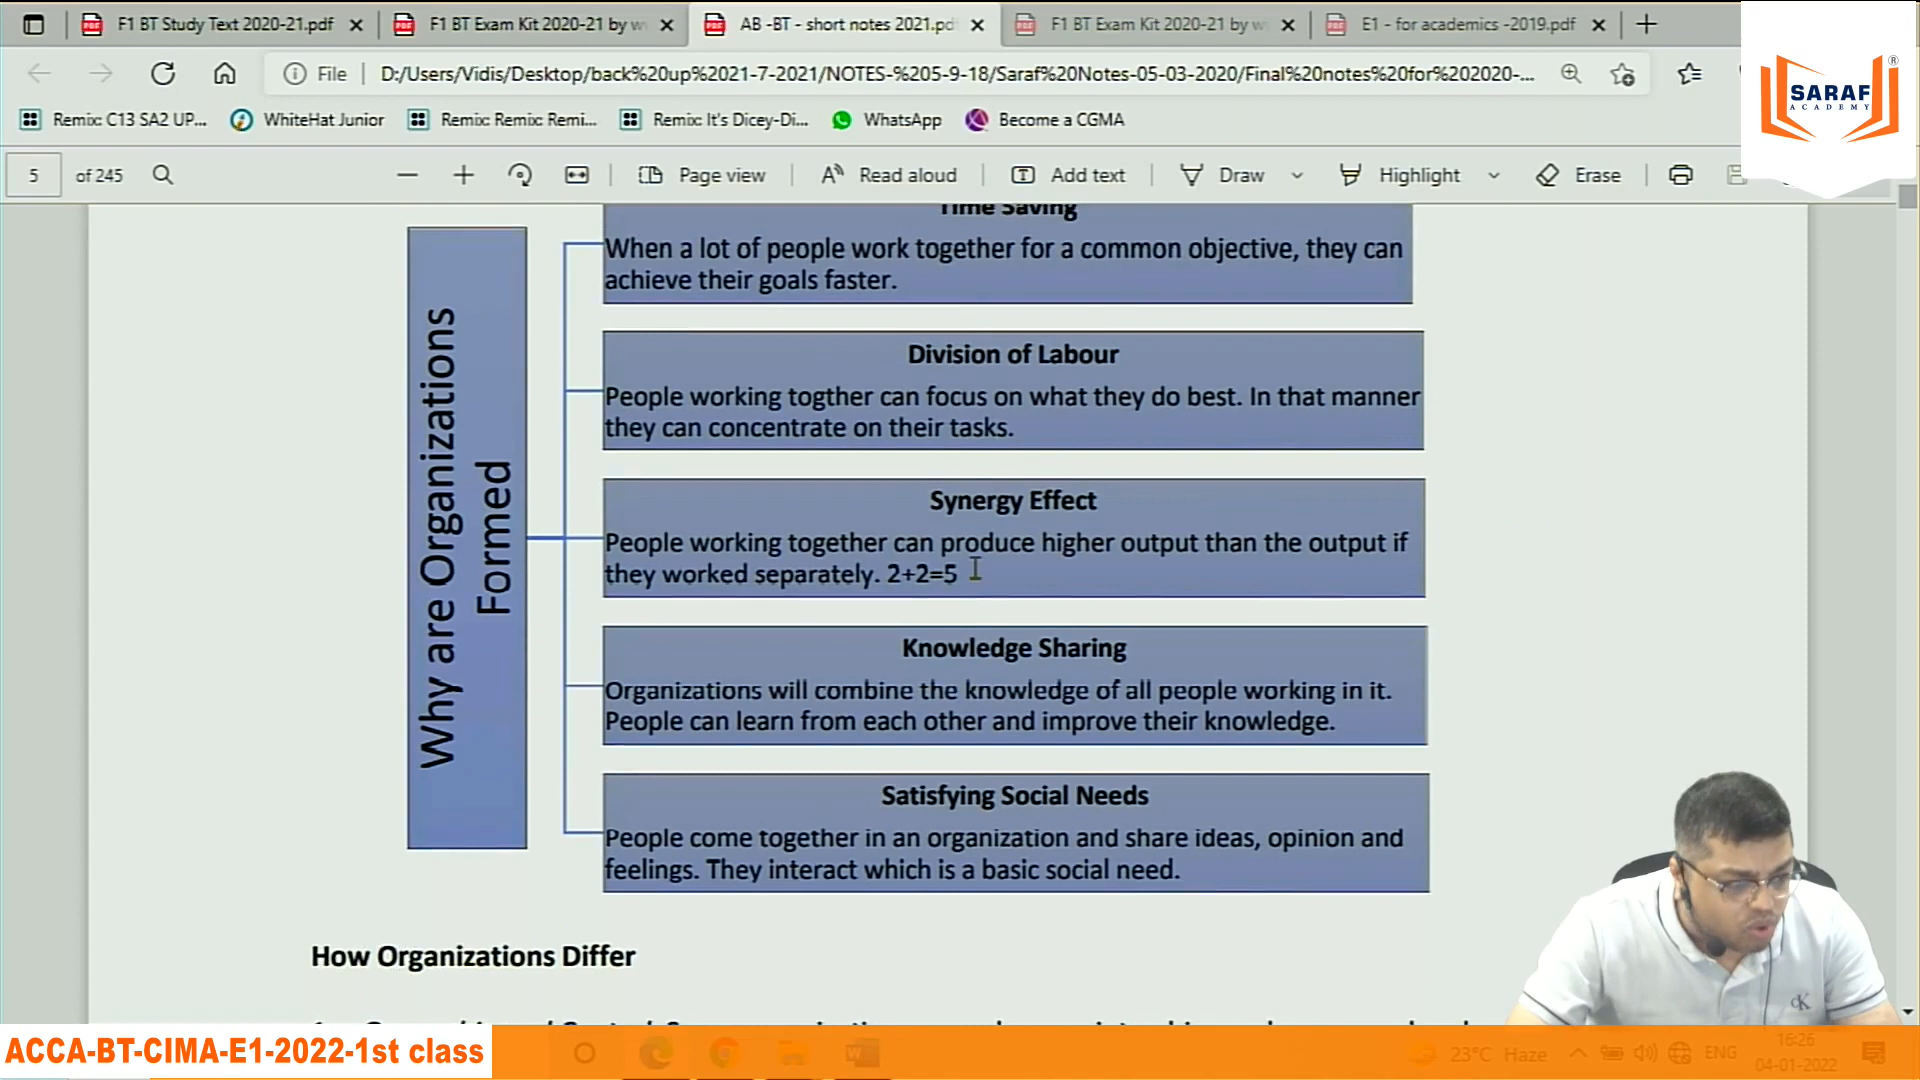 F1 BT Study Text 2020-21.pdf
F1 BT Exam Kit 2020-21 by w
AB -BT - short notes 2021.pd
F1 BT Exam Kit 2020-21 by w
E1 - for academics -2019.pdf
File
D:/Users/Vidis/Desktop/back%20up%2021-7-2021/NOTES-%205-9-18/Saraf%20Notes-05-03-2020/Final%20notes%20for%202020-...
SARAF
ACADEMY
®
Remix: C13 SA2 UP...
WhiteHat Junior
Remix: Remix Remi...
Remix: It's Dicey-Di...
WhatsApp
Become a CGMA
5 of 245
Page view
Read aloud
Add text
Draw
Highlight
Erase
Why are Organizations
Formed
Time Saving
When a lot of people work together for a common objective, they can
achieve their goals faster.
Division of Labour
People working togther can focus on what they do best. In that manner
they can concentrate on their tasks.
Synergy Effect
People working together can produce higher output than the output if
they worked separately. 2+2=5
Knowledge Sharing
Organizations will combine the knowledge of all people working in it.
People can learn from each other and improve their knowledge.
Satisfying Social Needs
People come together in an organization and share ideas, opinion and
feelings. They interact which is a basic social need.
How Organizations Differ
CK
ACCA-BT-CIMA-E1-2022-1st class
23°C Haze
ENG
16:26
04-01-2022